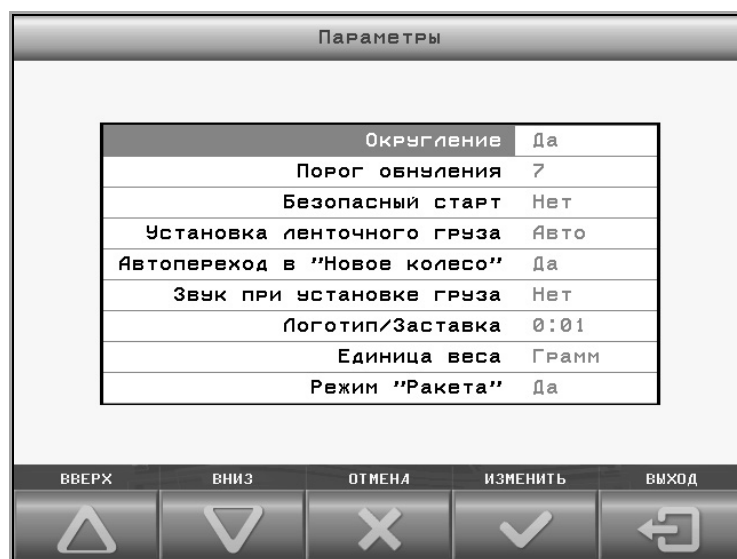 Параметры
Округление Да
Порог обнуления 7
Безопасный старт Нет
Установка ленточного груза Авто
Автопереход в "Новое колесо" Да
Звук при установке груза Нет
Логотип/Заставка 0:01
Единица веса Грамм
Режим "Ракета" Да
ВВЕРХ ВНИЗ ОТМЕНА ИЗМЕНИТЬ ВЫХОД